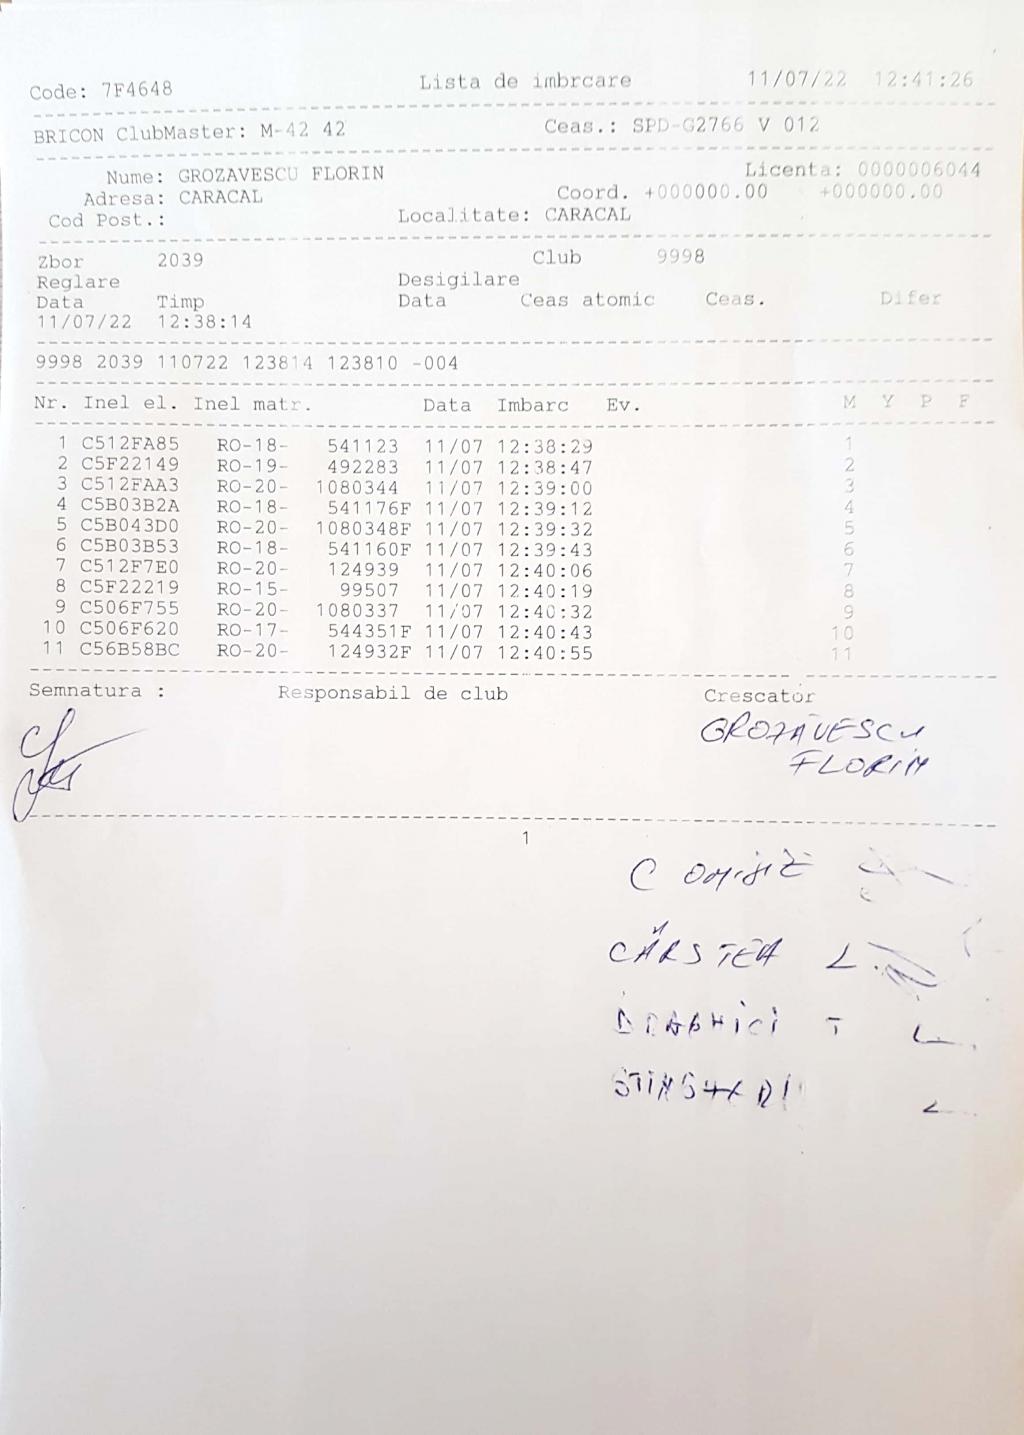 Code: 7F4648 Lista de imbrcare 11/07/22 12:41:26
BRICON ClubMaster: M-42 42 Ceas.: SPD-G2766 V 012
Nume: GROZAVESCU FLORIN Licenta: 0000006044
Adresa: CARACAL Coord. +000000.00 +000000.00
Cod Post.: Localitate: CARACAL
Zbor 2039 Club 9998
Reglare Desigilare
Data Timp Data Ceas atomic Ceas. Difer
11/07/22 12:38:14
9998 2039 110722 123814 123810 -004
Nr. Inel el. Inel matr. Data Imbarc Ev. M Y P F
1 C512FA85 RO-18- 541123 11/07 12:38:29 1
2 C5F22149 RO-19- 492283 11/07 12:38:47 2
3 C512FAA3 RO-20- 1080344 11/07 12:39:00 3
4 C5B03B2A RO-18- 541176F 11/07 12:39:12 4
5 C5B043D0 RO-20- 1080348F 11/07 12:39:32 5
6 C5B03B53 RO-18- 541160F 11/07 12:39:43 6
7 C512F7E0 RO-20- 124939 11/07 12:40:06 7
8 C5F22219 RO-15- 99507 11/07 12:40:19 8
9 C506F755 RO-20- 1080337 11/07 12:40:32 9
10 C506F620 RO-17- 544351F 11/07 12:40:43 10
11 C56B58BC RO-20- 124932F 11/07 12:40:55 11
Semnatura : Responsabil de club Crescator
GROZĂVESCU
FLORIN
1
CÂRSTEA L.